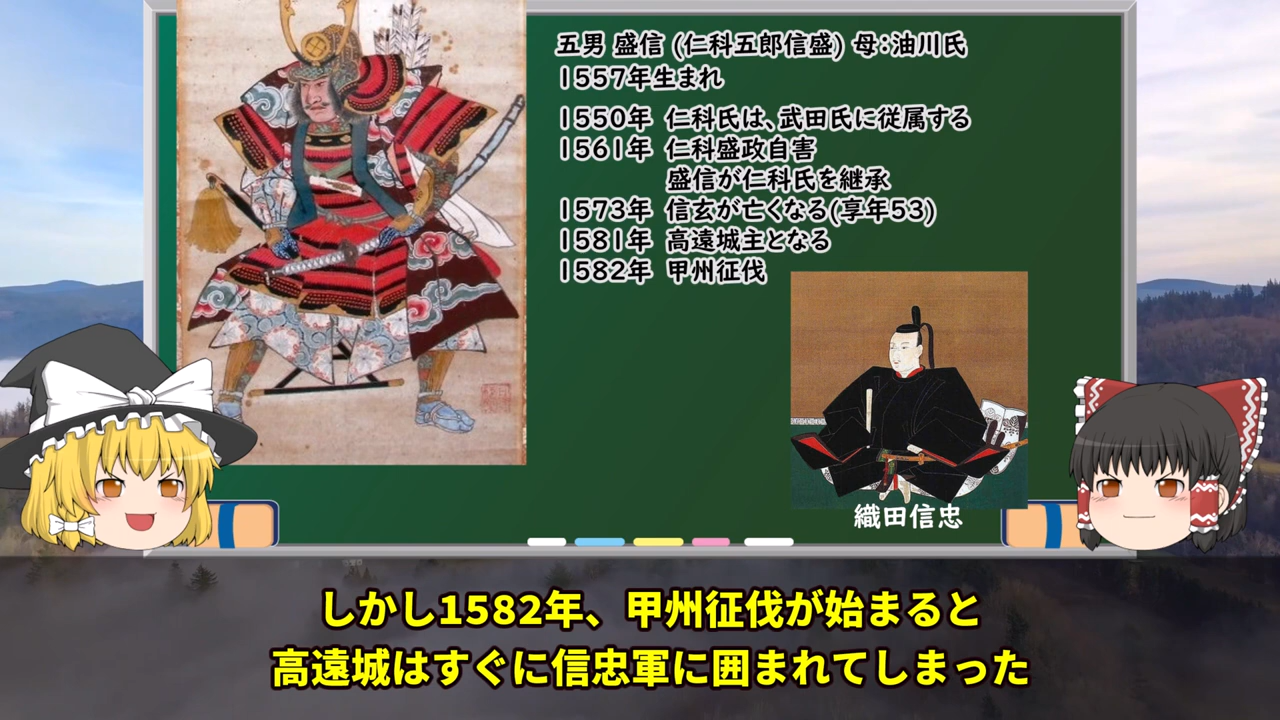 五男 盛信 (仁科五郎信盛) 母:油川氏
1557年生まれ
1550年 仁科氏は、武田氏に従属する
1561年 仁科盛政自害
盛信が仁科氏を継承
1573年 信玄が亡くなる(享年53)
1581年 高遠城主となる
1582年 甲州征伐
織田信忠
しかし1582年、甲州征伐が始まると
高遠城はすぐに信忠軍に囲まれてしまった